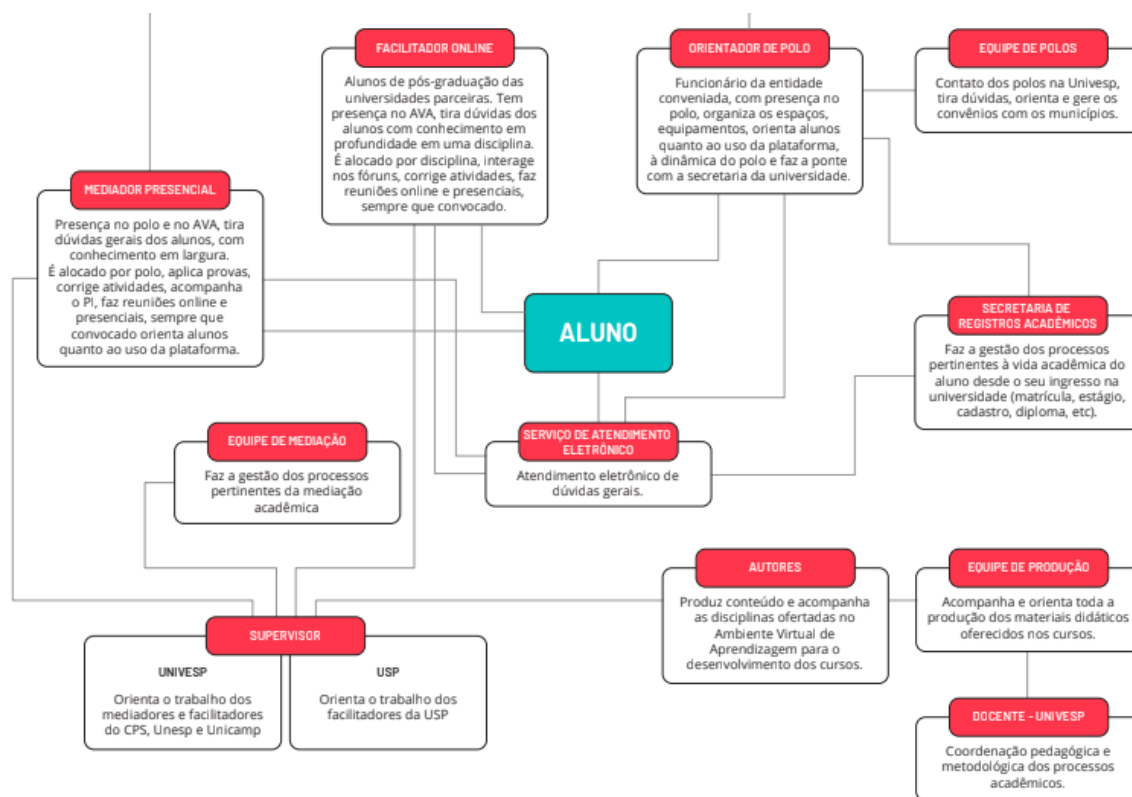 FACILITADOR ONLINE
Alunos de pós-graduação das
universidades parceiras. Tem
presença no AVA, tira dúvidas dos
alunos com conhecimento em
profundidade em uma disciplina.
É alocado por disciplina, interage
nos fóruns, corrige atividades, faz
reuniões online e presenciais,
sempre que convocado.
ORIENTADOR DE POLO
Funcionário da entidade
conveniada, com presença no
polo, organiza os espaços,
equipamentos, orienta alunos
quanto ao uso da plataforma,
à dinâmica do polo e faz a ponte
com a secretaria da universidade.
EQUIPE DE POLOS
Contato dos polos na Univesp,
tira dúvidas, orienta e gere os
convênios com os municípios.
MEDIADOR PRESENCIAL
Presença no polo e no AVA, tira
dúvidas gerais dos alunos, com
conhecimento em largura.
É alocado por polo, aplica provas,
corrige atividades, acompanha
o PI, faz reuniões online e
presenciais, sempre que
convocado orienta alunos
quanto ao uso da plataforma.
ALUNO
SECRETARIA DE
REGISTROS ACADÊMICOS
Faz a gestão dos processos
pertinentes à vida acadêmica do
aluno desde o seu ingresso na
universidade (matrícula, estágio,
cadastro, diploma, etc).
EQUIPE DE MEDIAÇÃO
Faz a gestão dos processos
pertinentes da mediação
acadêmica
SERVIÇO DE ATENDIMENTO
ELETRÔNICO
Atendimento eletrônico de
dúvidas gerais.
AUTORES
Produz conteúdo e acompanha
as disciplinas ofertadas no
Ambiente Virtual de
Aprendizagem para o
desenvolvimento dos cursos.
EQUIPE DE PRODUÇÃO
Acompanha e orienta toda a
produção dos materiais didáticos
oferecidos nos cursos.
SUPERVISOR
UNIVESP
Orienta o trabalho dos
mediadores e facilitadores
do CPS, Unesp e Unicamp
USP
Orienta o trabalho dos
facilitadores da USP
DOCENTE - UNIVESP
Coordenação pedagógica e
metodológica dos processos
acadêmicos.